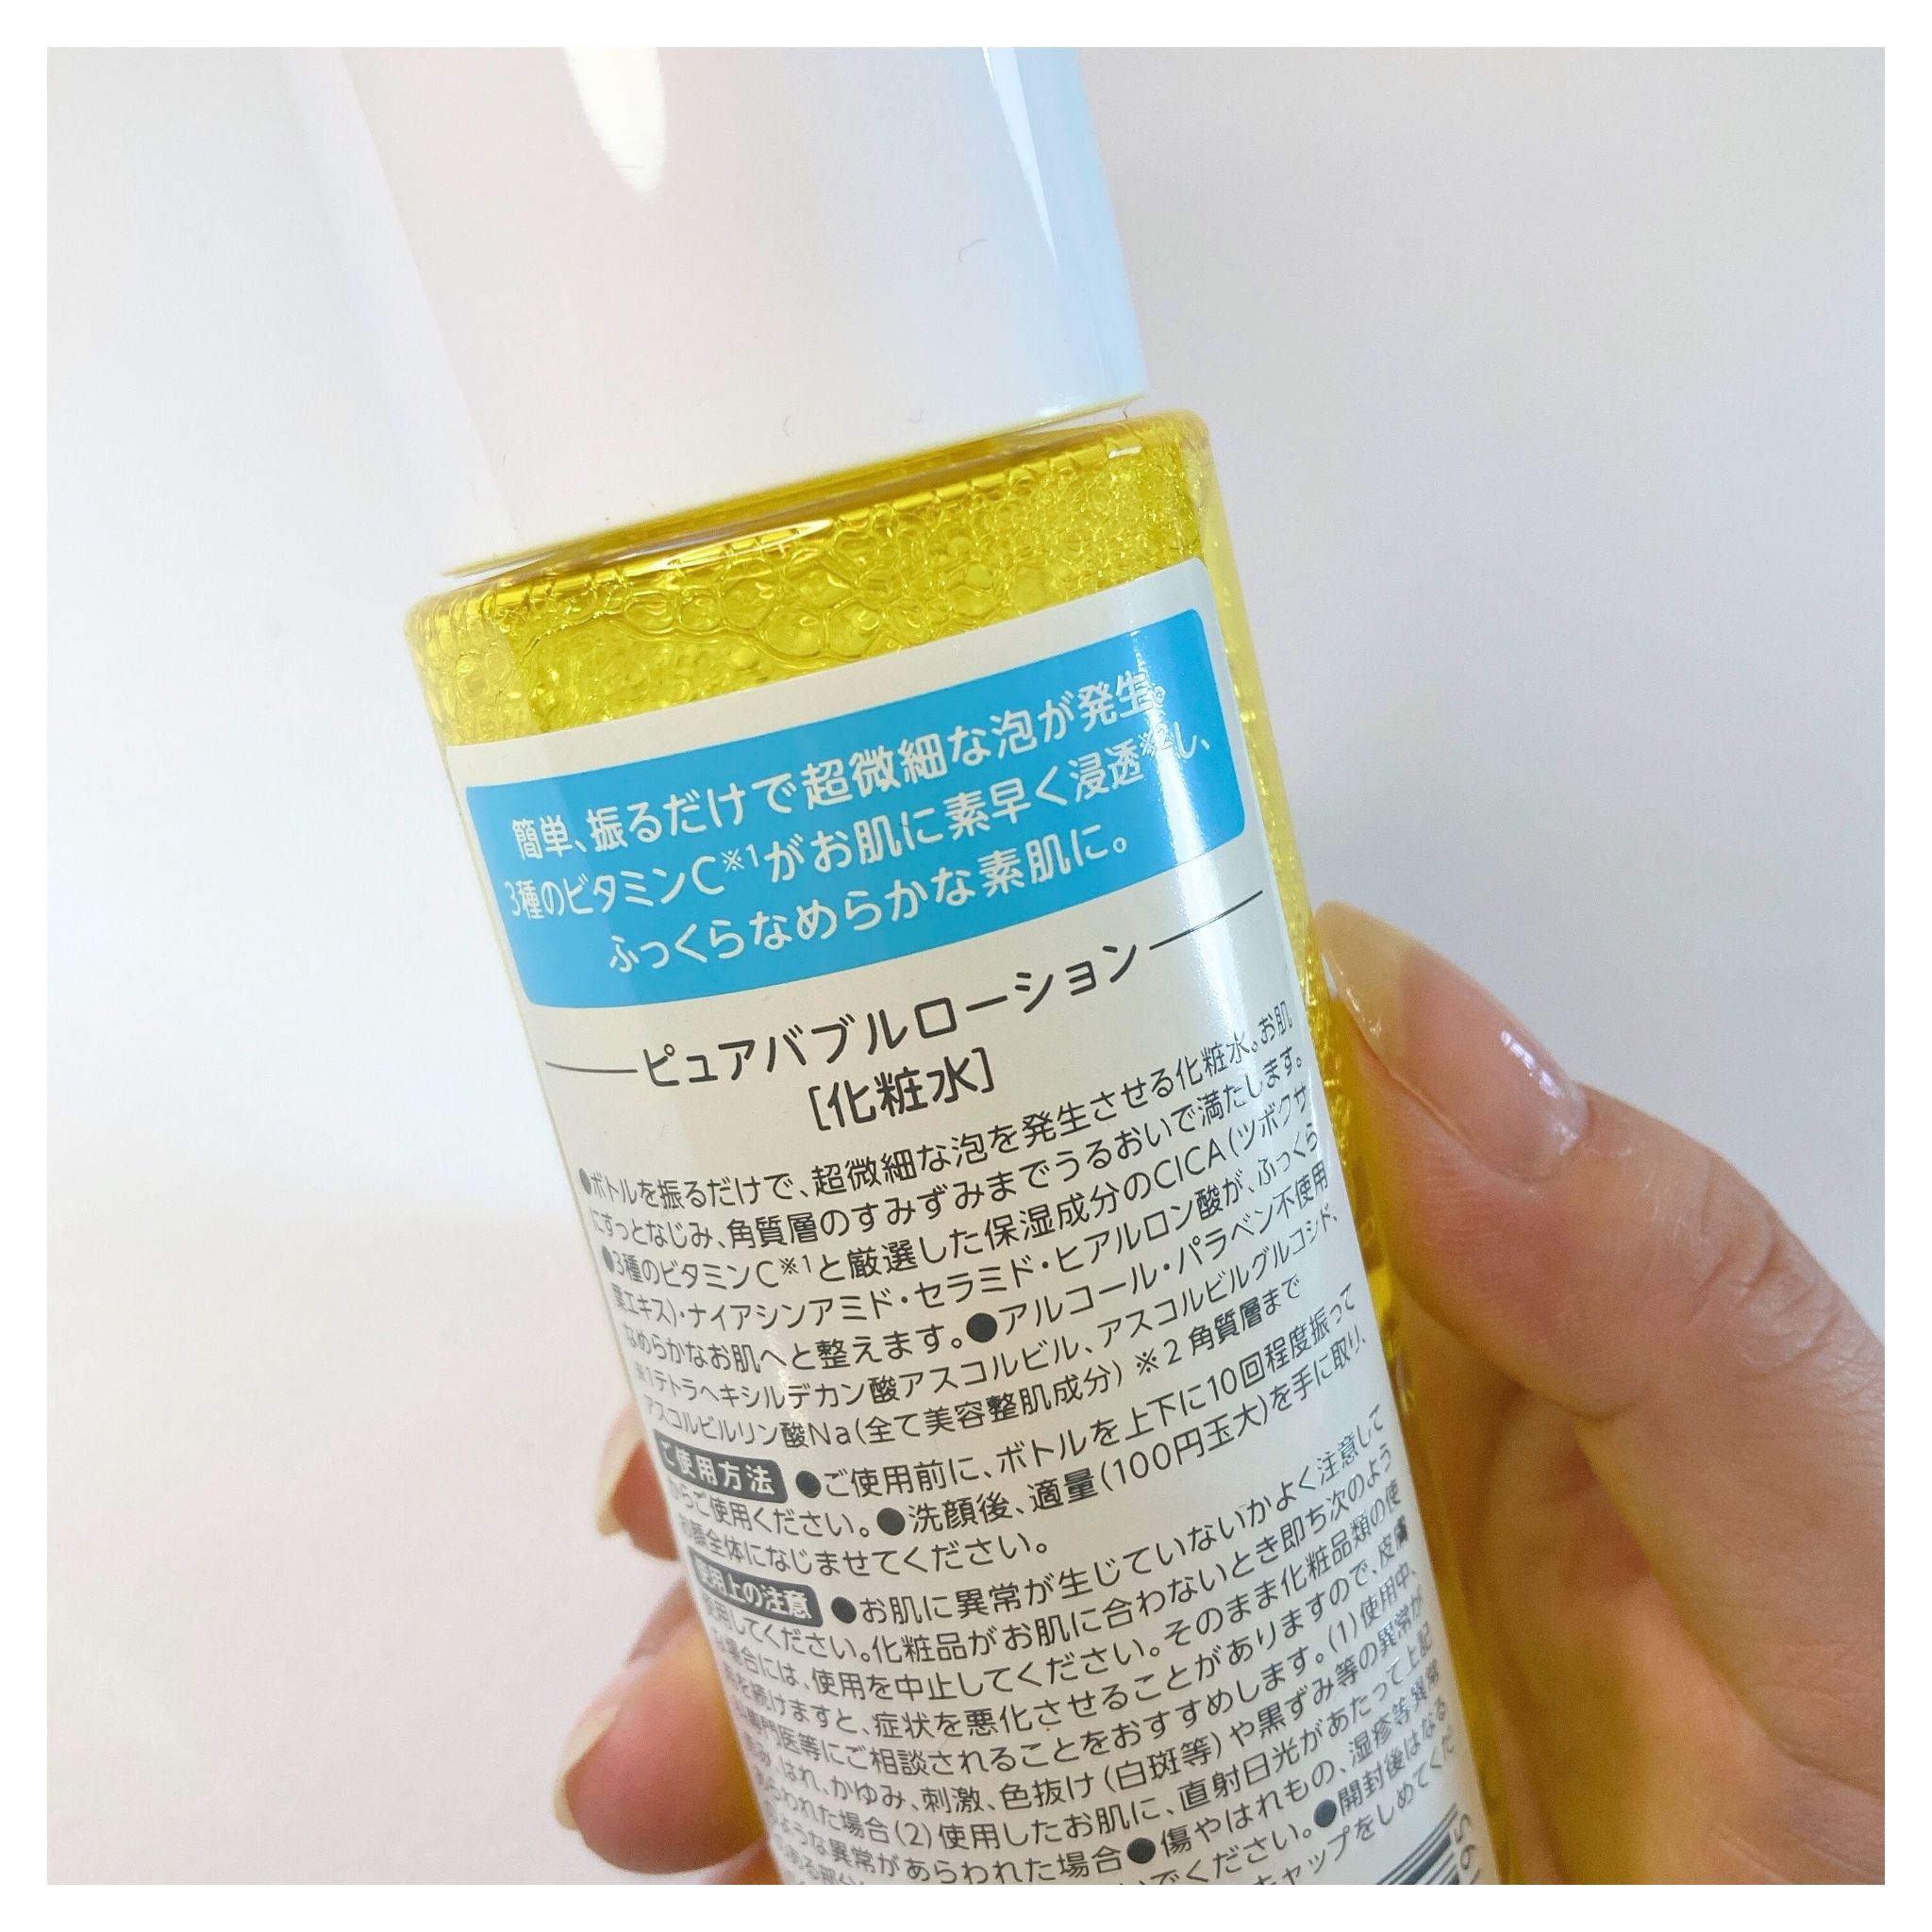 簡単、振るだけで超微細な泡が発生。
3種のビタミンC※1がお肌に素早く浸透※2し、
ふっくらなめらかな素肌に。
ピュアバブルローション
[化粧水]
●ボトルを振るだけで、超微細な泡を発生させる化粧水。お肌
にすっとなじみ、角質層のすみずみまでうるおいで満たします。
●3種のビタミンC※1と厳選した保湿成分のCICA(ツボクサ
葉エキス)・ナイアシンアミド・セラミド・ヒアルロン酸が、ふっくら
なめらかなお肌へと整えます。●アルコール・パラベン不使用
※1テトラヘキシルデカン酸アスコルビル、アスコルビルグルコシド、
アスコルビルリン酸Na(全て美容整肌成分) ※2 角質層まで
ご使用方法 ●ご使用前に、ボトルを上下に10回程度振って
からご使用ください。●洗顔後、適量(100円玉大)を手に取り、
お顔全体になじませてください。
使用上の注意 ●お肌に異常が生じていないかよく注意して
使用してください。化粧品がお肌に合わないとき即ち次のよう
な場合には、使用を中止してください。そのまま化粧品類の使
用を続けますと、症状を悪化させることがありますので、皮膚
科専門医等にご相談されることをおすすめします。(1)使用中、
赤み、はれ、かゆみ、刺激、色抜け(白斑等)や黒ずみ等の異常が
あらわれた場合(2)使用したお肌に、直射日光があたって上記
のような異常があらわれた場合●傷やはれもの、湿疹等異常
でください。●開封後はなる
キャップをしめてくだ